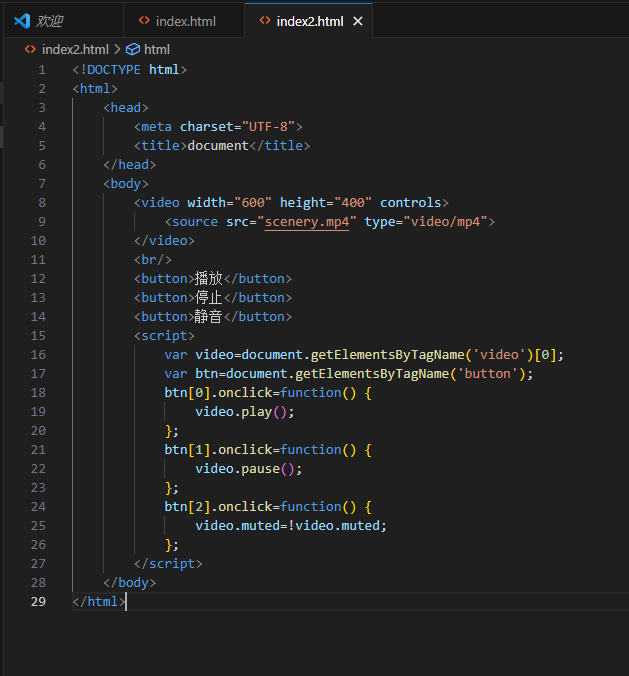 欢迎 index.html index2.html
index2.html > html
1 <!DOCTYPE html>
2 <html>
3     <head>
4         <meta charset="UTF-8">
5         <title>document</title>
6     </head>
7     <body>
8         <video width="600" height="400" controls>
9             <source src="scenery.mp4" type="video/mp4">
10         </video>
11         <br/>
12         <button>播放</button>
13         <button>停止</button>
14         <button>静音</button>
15         <script>
16             var video=document.getElementsByTagName('video')[0];
17             var btn=document.getElementsByTagName('button');
18             btn[0].onclick=function() {
19                 video.play();
20             };
21             btn[1].onclick=function() {
22                 video.pause();
23             };
24             btn[2].onclick=function() {
25                 video.muted=!video.muted;
26             };
27         </script>
28     </body>
29 </html>